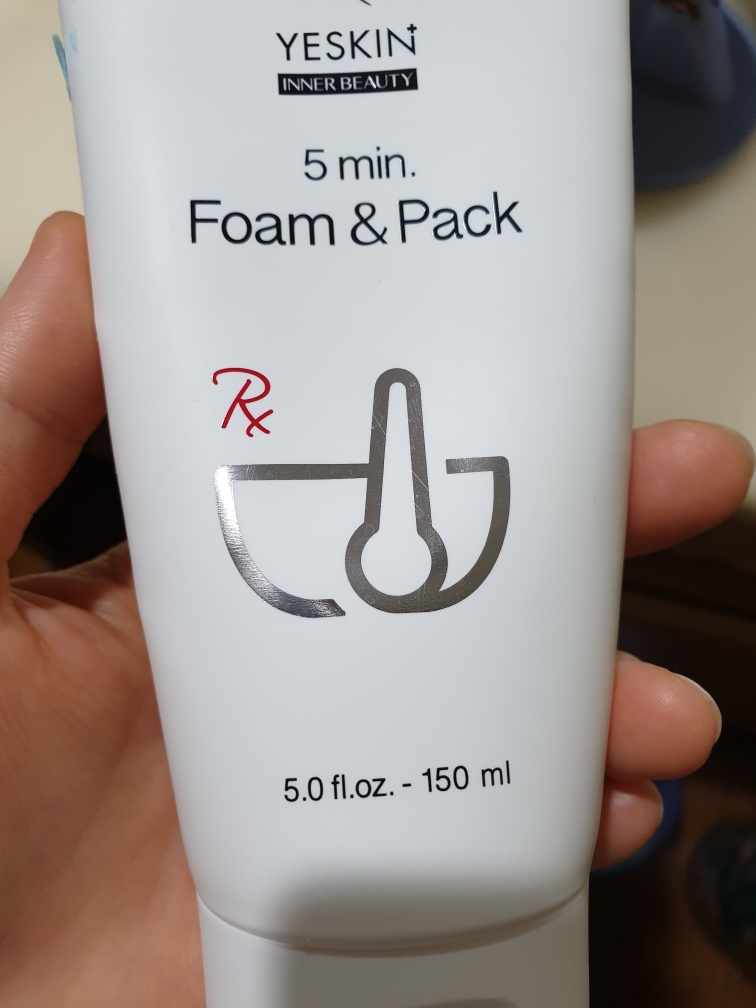 YESKIN+
INNER BEAUTY
5 min.
Foam & Pack
Rx
5.0 fl.oz. - 150 ml